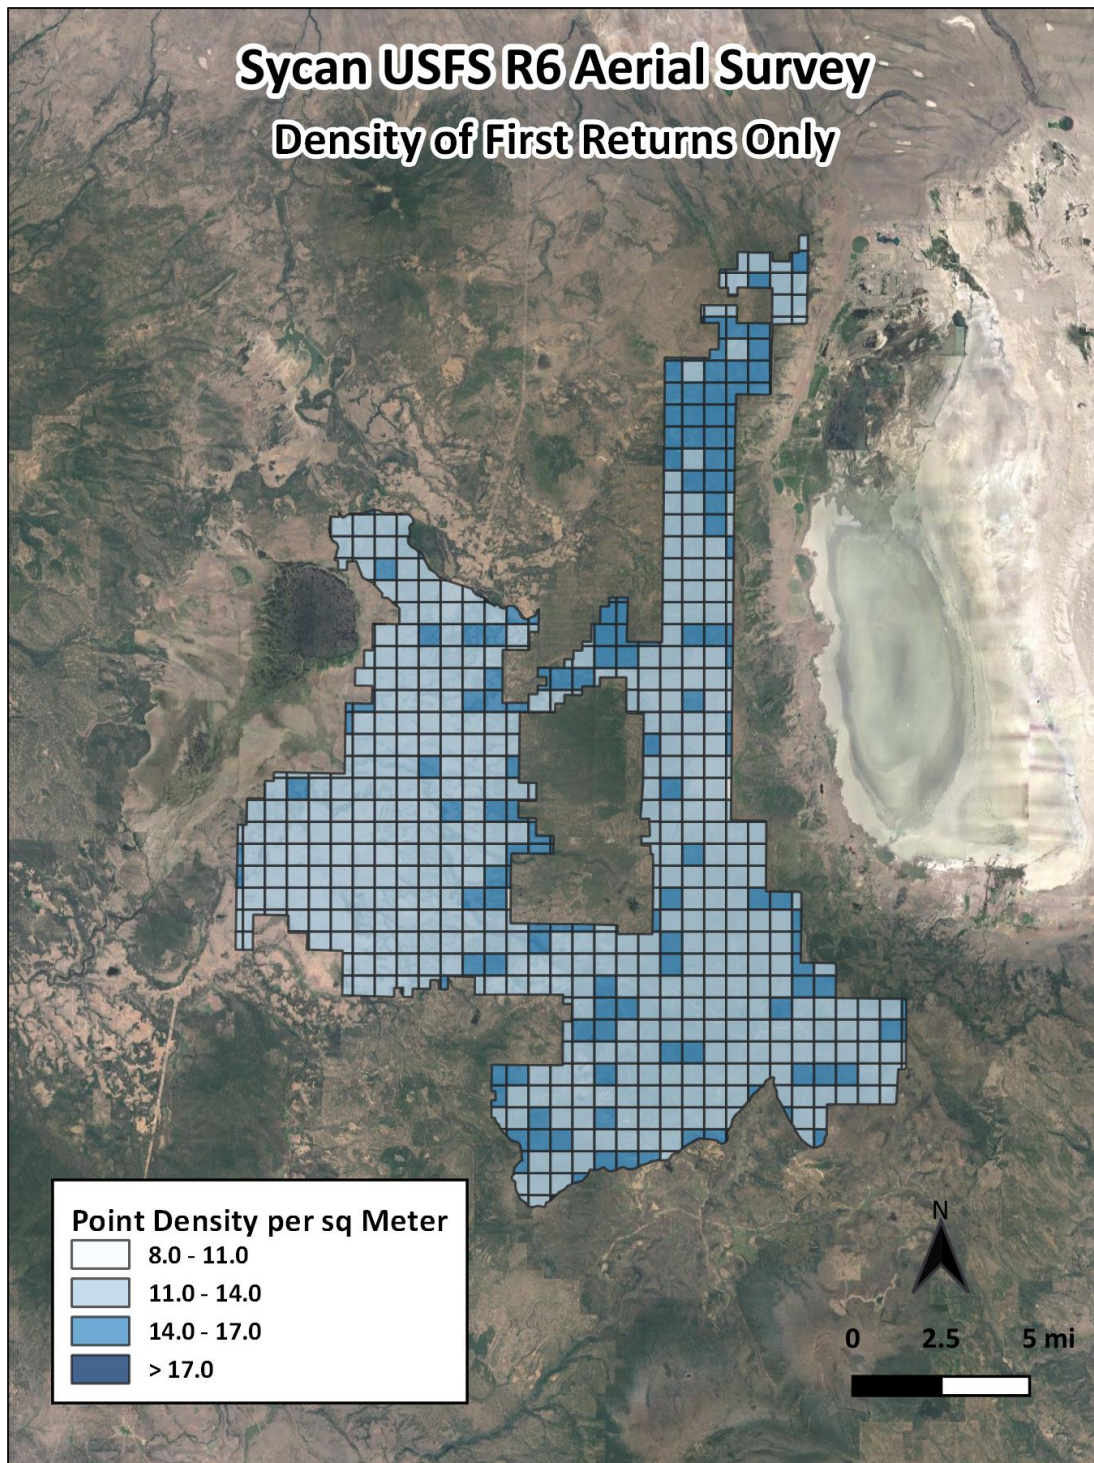 Sycan USFS R6 Aerial Survey
Density of First Returns Only
Point Density per sq Meter
8.0 - 11.0
11.0 - 14.0
14.0 - 17.0
> 17.0
N
0 2.5 5 mi